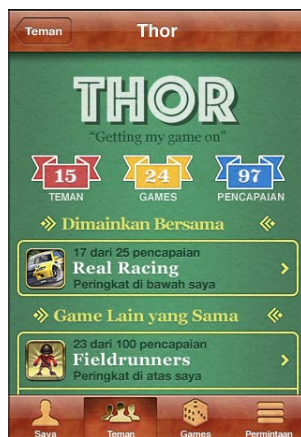 Teman
Thor
THOR
"Getting my game on"
15
24
97
TEMAN
GAMES
PENCAPAIAN
Dimainkan Bersama
17 dari 25 pencapaian
Real Racing
Peringkat di bawah saya
Game Lain yang Sama
23 dari 100 pencapaian
Fieldrunners
Peringkat di atas saya
Saya
Teman
Games
Permintaan